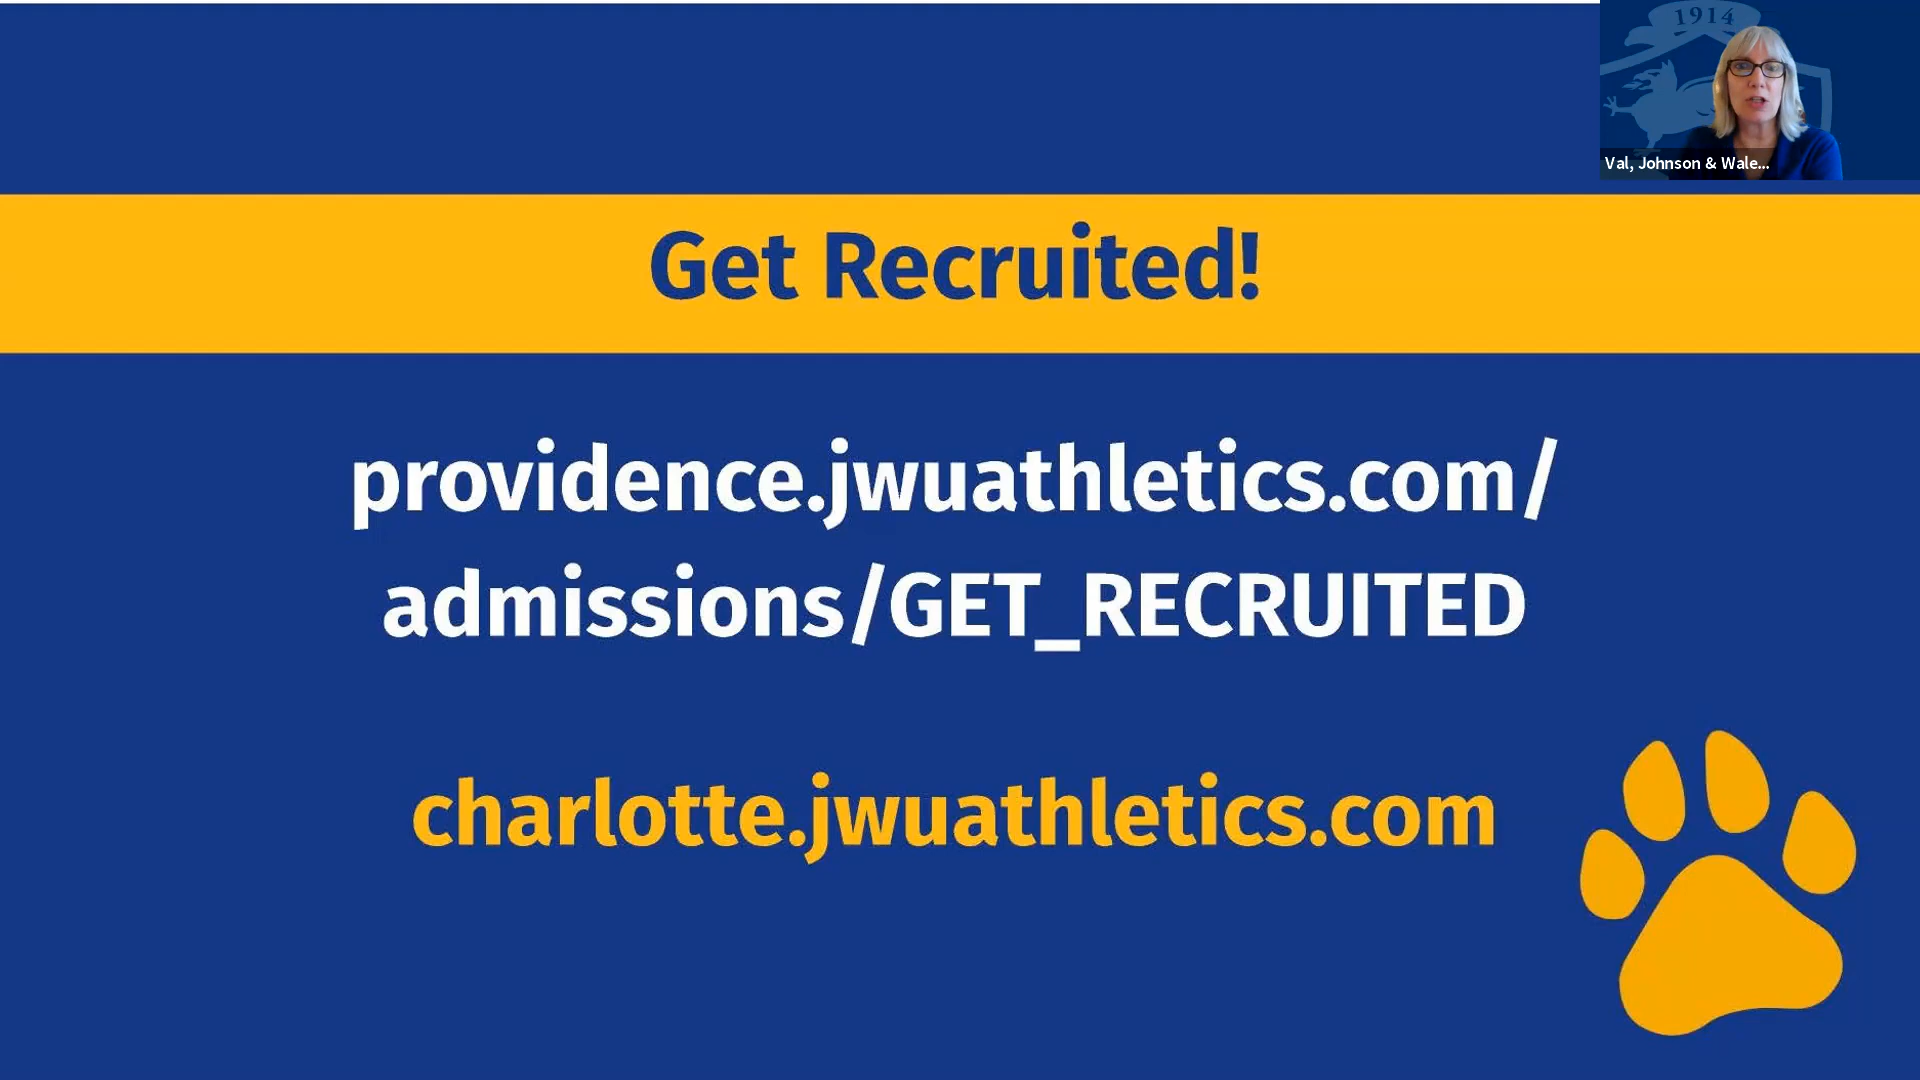 1914
Val, Johnson & Wale...
Get Recruited!
providence.jwuathletics.com/
admissions/GET_RECRUITED
charlotte.jwuathletics.com